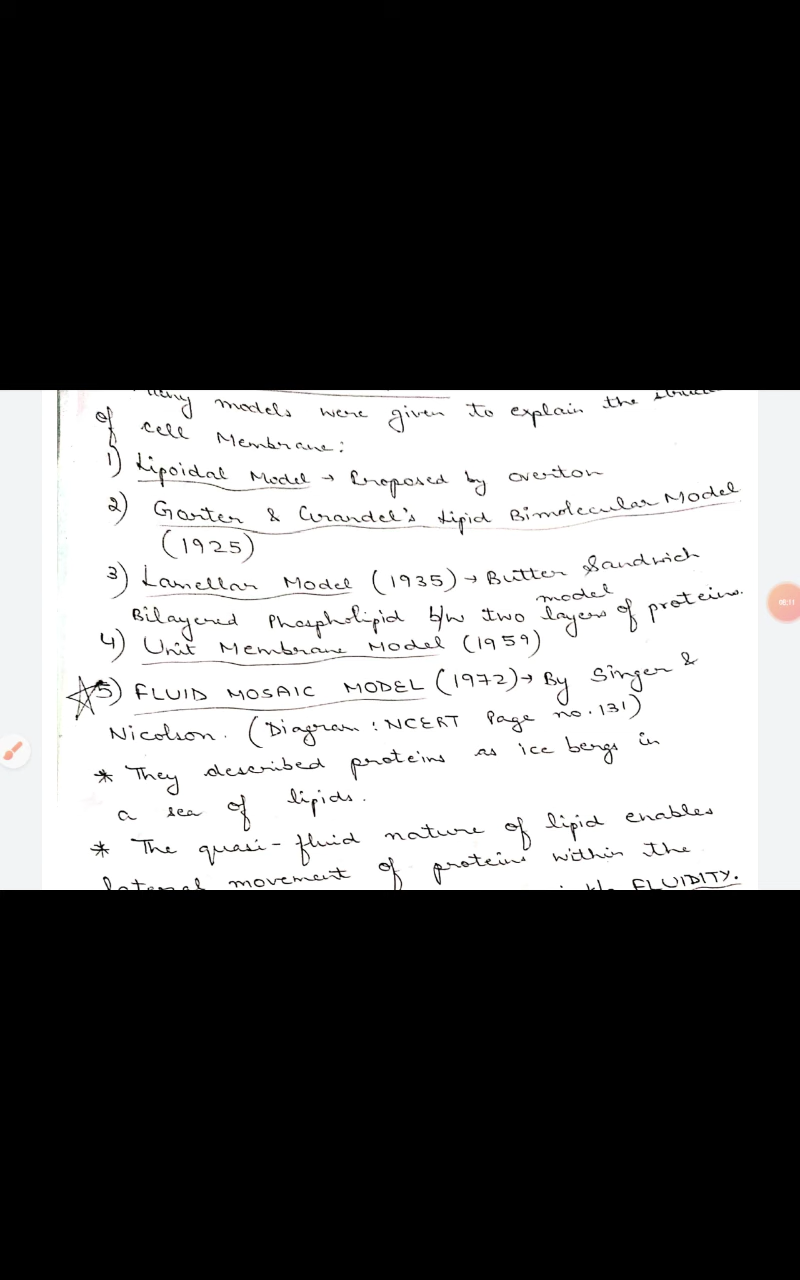 Many models were given to explain the
of cell Membrane:
1) Lipoidal Model → Proposed by overton
2) Gorter & Grandel's Lipid Bimolecular Model
(1925)
3) Lamellar Model (1935) → Butter Sandwich
model
Bilayered Phospholipid b/w two layers of proteins.
4) Unit Membrane Model (1959)
5) FLUID MOSAIC MODEL (1972) → By Singer &
Nicolson. (Diagram : NCERT Page no. 131)
* They described proteins as ice bergs in
a sea of lipids.
* The quasi-fluid nature of lipid enables
lateral movement of proteins within the
FLUIDITY.